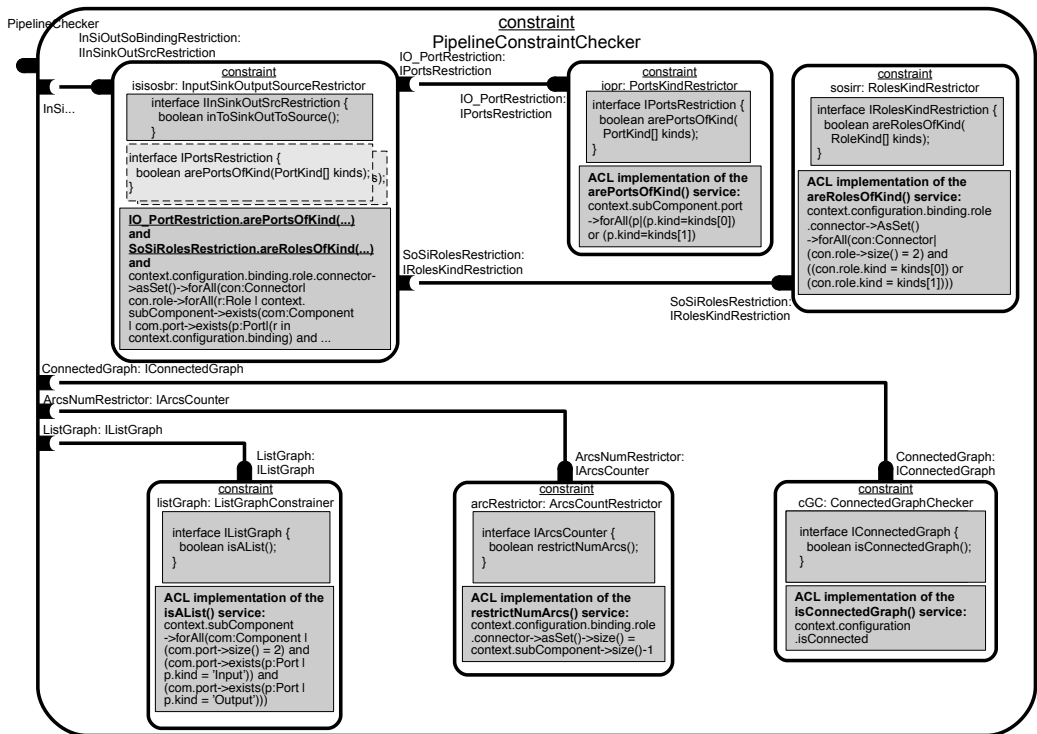 constraint
PipelineConstraintChecker
PipelineChecker
InSiOutSoBindingRestriction:
IInSinkOutSrcRestriction
InSi...
constraint
isisosbr: InputSinkOutputSourceRestrictor
interface IInSinkOutSrcRestriction {
boolean inToSinkOutToSource();
}
interface IPortsRestriction {
boolean arePortsOfKind(PortKind[] kinds);
}
s);
IO_PortRestriction.arePortsOfKind(...)
and
SoSiRolesRestriction.areRolesOfKind(...)
and
context.configuration.binding.role.connector-
>asSet()->forAll(con:Connector|
con.role->forAll(r:Role | context.
subComponent->exists(com:Component
| com.port->exists(p:Port|(r in
context.configuration.binding) and ...
IO_PortRestriction:
IPortsRestriction
IO_PortRestriction:
IPortsRestriction
constraint
iopr: PortsKindRestrictor
interface IPortsRestriction {
boolean arePortsOfKind(
PortKind[] kinds);
}
ACL implementation of the
arePortsOfKind() service:
context.subComponent.port
->forAll(p|(p.kind=kinds[0])
or (p.kind=kinds[1])
constraint
sosirr: RolesKindRestrictor
interface IRolesKindRestriction {
boolean areRolesOfKind(
RoleKind[] kinds);
}
ACL implementation of the
areRolesOfKind() service:
context.configuration.binding.role
.connector->AsSet()
->forAll(con:Connector|
(con.role->size() = 2) and
((con.role.kind = kinds[0]) or
(con.role.kind = kinds[1])))
SoSiRolesRestriction:
IRolesKindRestriction
SoSiRolesRestriction:
IRolesKindRestriction
ConnectedGraph: IConnectedGraph
ArcsNumRestrictor: IArcsCounter
ListGraph: IListGraph
ListGraph:
IListGraph
constraint
listGraph: ListGraphConstrainer
interface IListGraph {
boolean isAList();
}
ACL implementation of the
isAList() service:
context.subComponent
->forAll(com:Component |
(com.port->size() = 2) and
(com.port->exists(p:Port |
p.kind = 'Input')) and
(com.port->exists(p:Port |
p.kind = 'Output')))
ArcsNumRestrictor:
IArcsCounter
constraint
arcRestrictor: ArcsCountRestrictor
interface IArcsCounter {
boolean restrictNumArcs();
}
ACL implementation of the
restrictNumArcs() service:
context.configuration.binding.role
.connector->asSet()->size() =
context.subComponent->size()-1
ConnectedGraph:
IConnectedGraph
constraint
cGC: ConnectedGraphChecker
interface IConnectedGraph {
boolean isConnectedGraph();
}
ACL implementation of the
isConnectedGraph() service:
context.configuration
.isConnected